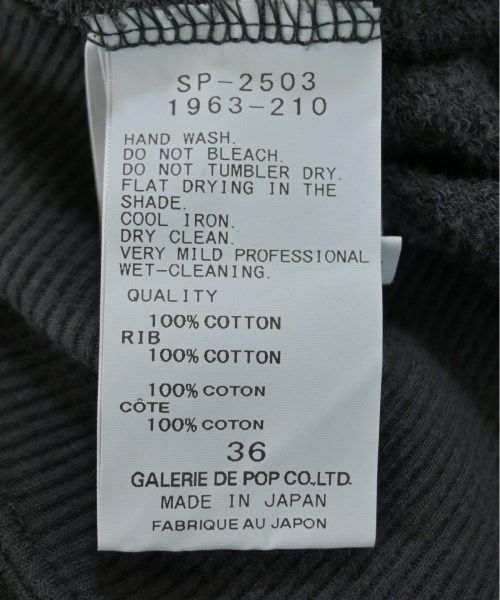 SP-2503
1963-210
HAND WASH.
DO NOT BLEACH.
DO NOT TUMBLER DRY.
FLAT DRYING IN THE
SHADE.
COOL IRON.
DRY CLEAN.
VERY MILD PROFESSIONAL
WET-CLEANING.
QUALITY
100% COTTON
RIB
100% COTTON
100% COTON
CÔTE
100% COTON
36
GALERIE DE POP CO.,LTD.
MADE IN JAPAN
FABRIQUE AU JAPON